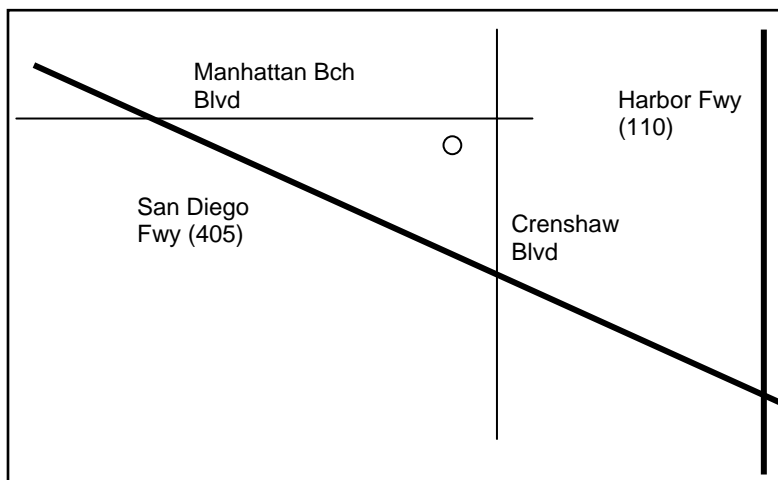 Manhattan Bch
Blvd
Harbor Fwy
(110)
San Diego
Fwy (405)
Crenshaw
Blvd